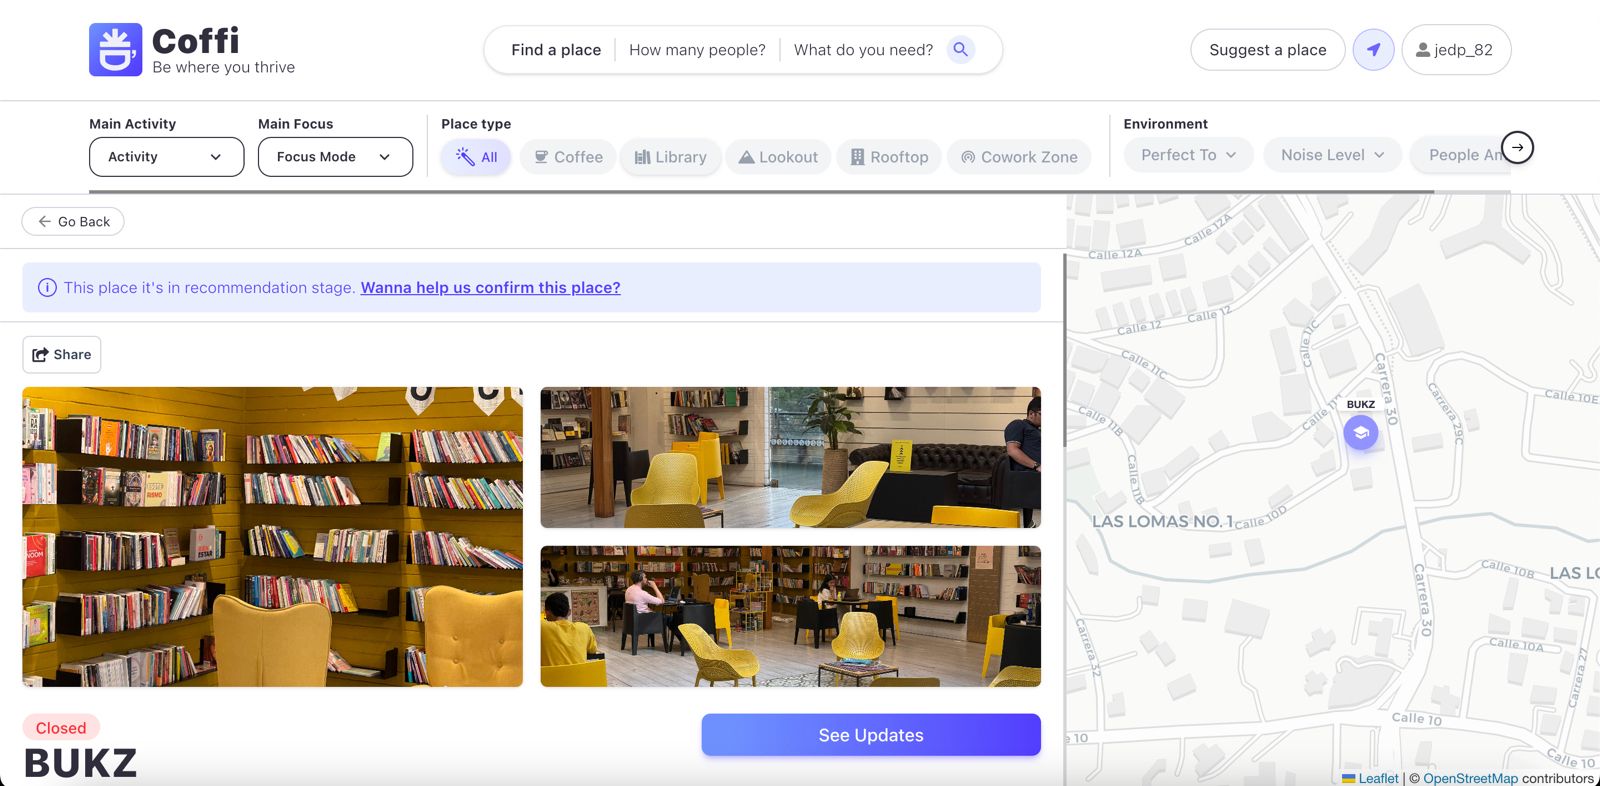 Coffi
Be where you thrive
Find a place
How many people?
What do you need?
Suggest a place
jedp_82
Main Activity
Main Focus
Place type
Environment
Activity
Focus Mode
All
Coffee
Library
Lookout
Rooftop
Cowork Zone
Perfect To
Noise Level
People Am
Go Back
This place it's in recommendation stage. Wanna help us confirm this place?
Share
O C
Closed
BUKZ
See Updates
Calle 12A
Calle 12A
Calle 12
Calle 12
Calle 11C
Calle 11C
Calle 11B
Calle 11B
Carrera 30
Carrera 29C
Calle 10E
BUKZ
LAS LOMAS NO. 1
Calle 10D
Calle 10B
LAS LO
Carrera 30
Carrera 32
Calle 10A
Carrera 27
Calle 10
e 10
Calle 10
Leaflet | © OpenStreetMap contributors